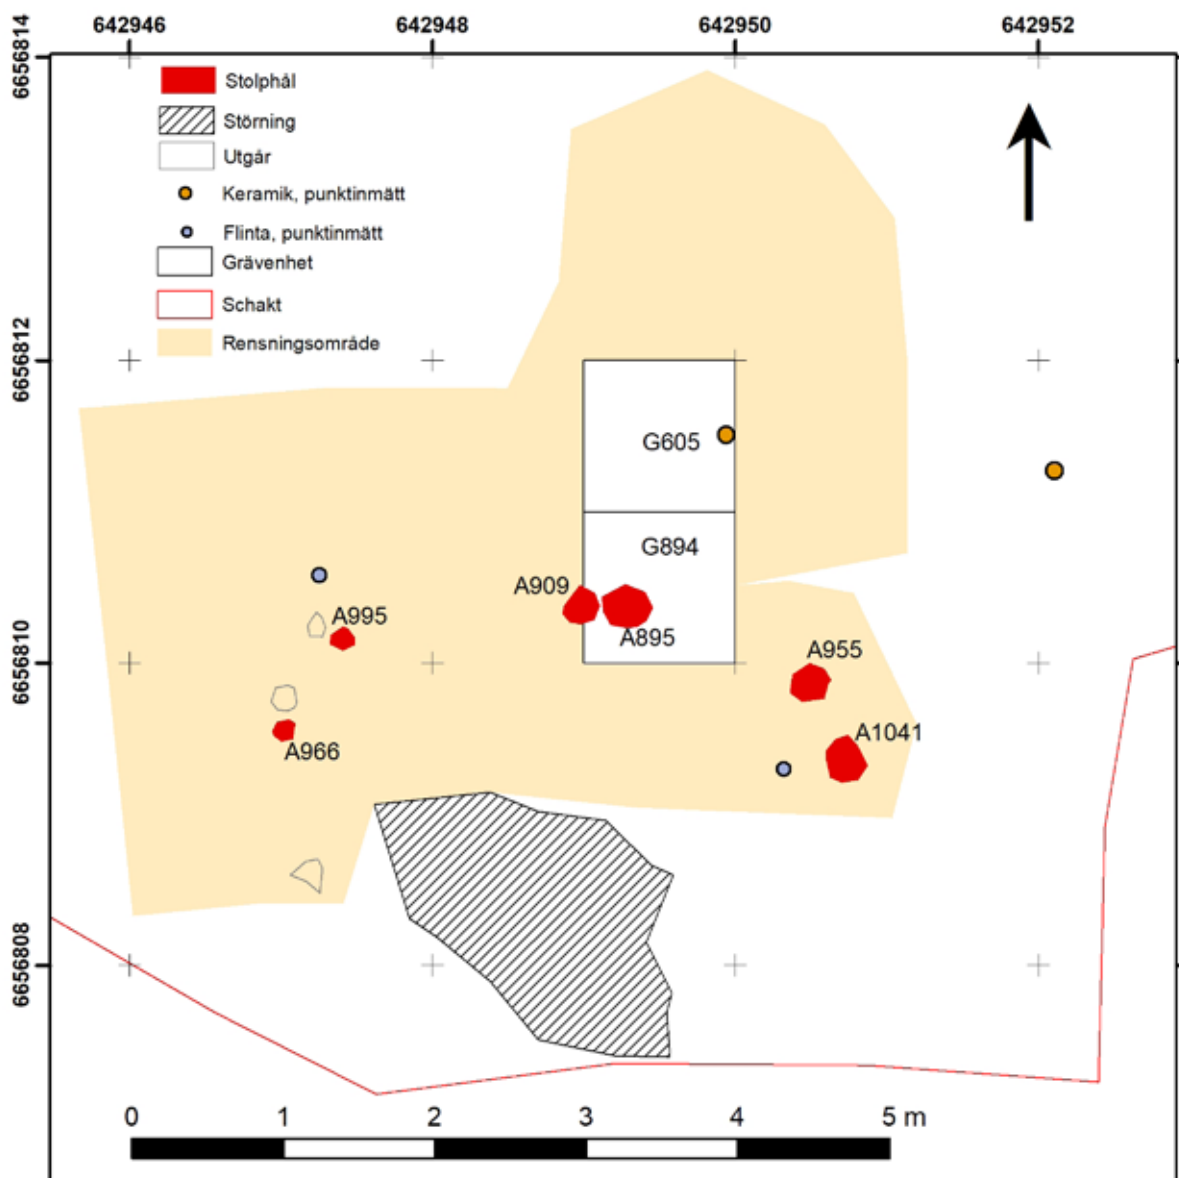 642946 642948 642950 642952
6656814
Stolphål
Störning
Utgår
Keramik, punktinmätt
Flinta, punktinmätt
Grävenhet
Schakt
Rensningsområde
6656812
G605
G894
A909
A895
A995
A955
6656810
A1041
A966
6656808
0 1 2 3 4 5 m